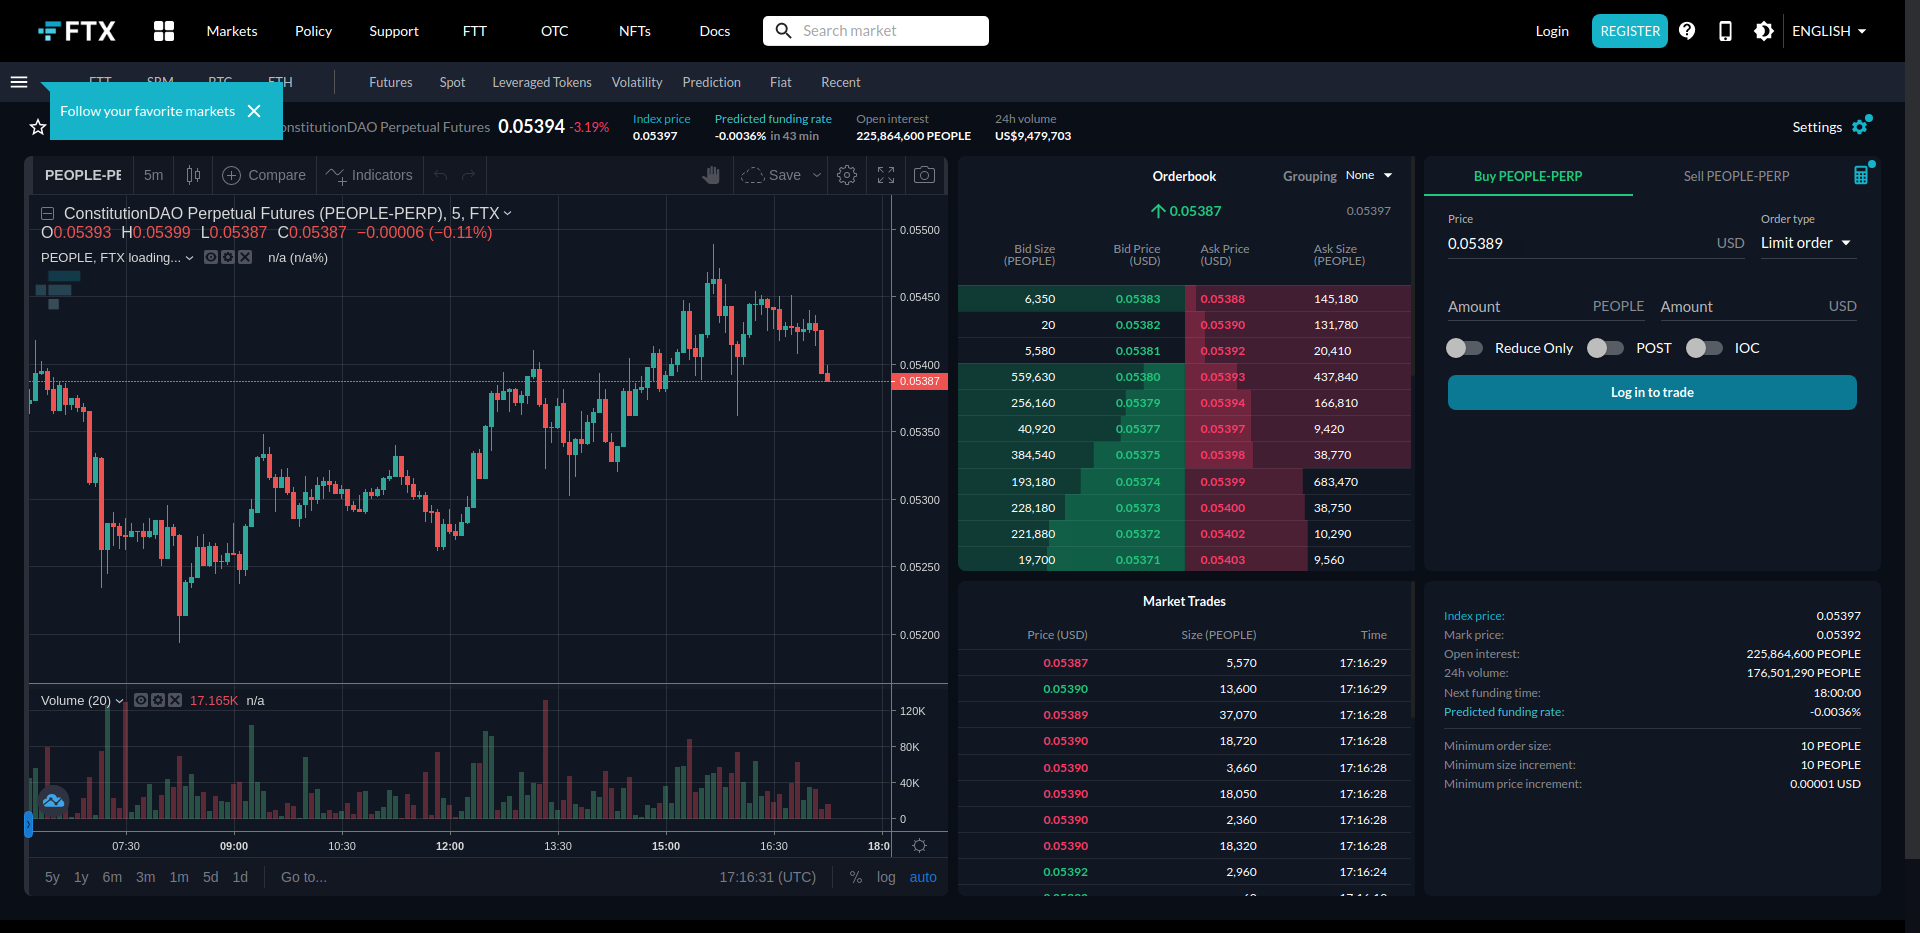 FTX Markets Policy Support FTT OTC NFTs Docs Search market Login REGISTER ENGLISH
FTT SRM BTC ETH Futures Spot Leveraged Tokens Volatility Prediction Fiat Recent
Follow your favorite markets
onstitutionDAO Perpetual Futures 0.05394 -3.19%
Index price
0.05397
Predicted funding rate
-0.0036% in 43 min
Open interest
225,864,600 PEOPLE
24h volume
US$9,479,703
Settings
PEOPLE-PE 5m Compare Indicators Save
ConstitutionDAO Perpetual Futures (PEOPLE-PERP), 5, FTX
O0.05393 H0.05399 L0.05387 C0.05387 −0.00006 (−0.11%)
PEOPLE, FTX loading... n/a (n/a%)
0.05500
0.05450
0.05400
0.05387
0.05350
0.05300
0.05250
0.05200
Volume (20) 17.165K n/a
120K
80K
40K
0
07:30 09:00 10:30 12:00 13:30 15:00 16:30 18:0
5y 1y 6m 3m 1m 5d 1d Go to... 17:16:31 (UTC) % log auto
Orderbook Grouping None
0.05387 0.05397
Bid Size (PEOPLE) Bid Price (USD) Ask Price (USD) Ask Size (PEOPLE)
6,350 0.05383 0.05388 145,180
20 0.05382 0.05390 131,780
5,580 0.05381 0.05392 20,410
559,630 0.05380 0.05393 437,840
256,160 0.05379 0.05394 166,810
40,920 0.05377 0.05397 9,420
384,540 0.05375 0.05398 38,770
193,180 0.05374 0.05399 683,470
228,180 0.05373 0.05400 38,750
221,880 0.05372 0.05402 10,290
19,700 0.05371 0.05403 9,560
Market Trades
Price (USD) Size (PEOPLE) Time
0.05387 5,570 17:16:29
0.05390 13,600 17:16:29
0.05389 37,070 17:16:28
0.05390 18,720 17:16:28
0.05390 3,660 17:16:28
0.05390 18,050 17:16:28
0.05390 2,360 17:16:28
0.05390 18,320 17:16:28
0.05392 2,960 17:16:24
Buy PEOPLE-PERP Sell PEOPLE-PERP
Price Order type
0.05389 USD Limit order
Amount PEOPLE Amount USD
Reduce Only POST IOC
Log in to trade
Index price: 0.05397
Mark price: 0.05392
Open interest: 225,864,600 PEOPLE
24h volume: 176,501,290 PEOPLE
Next funding time: 18:00:00
Predicted funding rate: -0.0036%
Minimum order size: 10 PEOPLE
Minimum size increment: 10 PEOPLE
Minimum price increment: 0.00001 USD